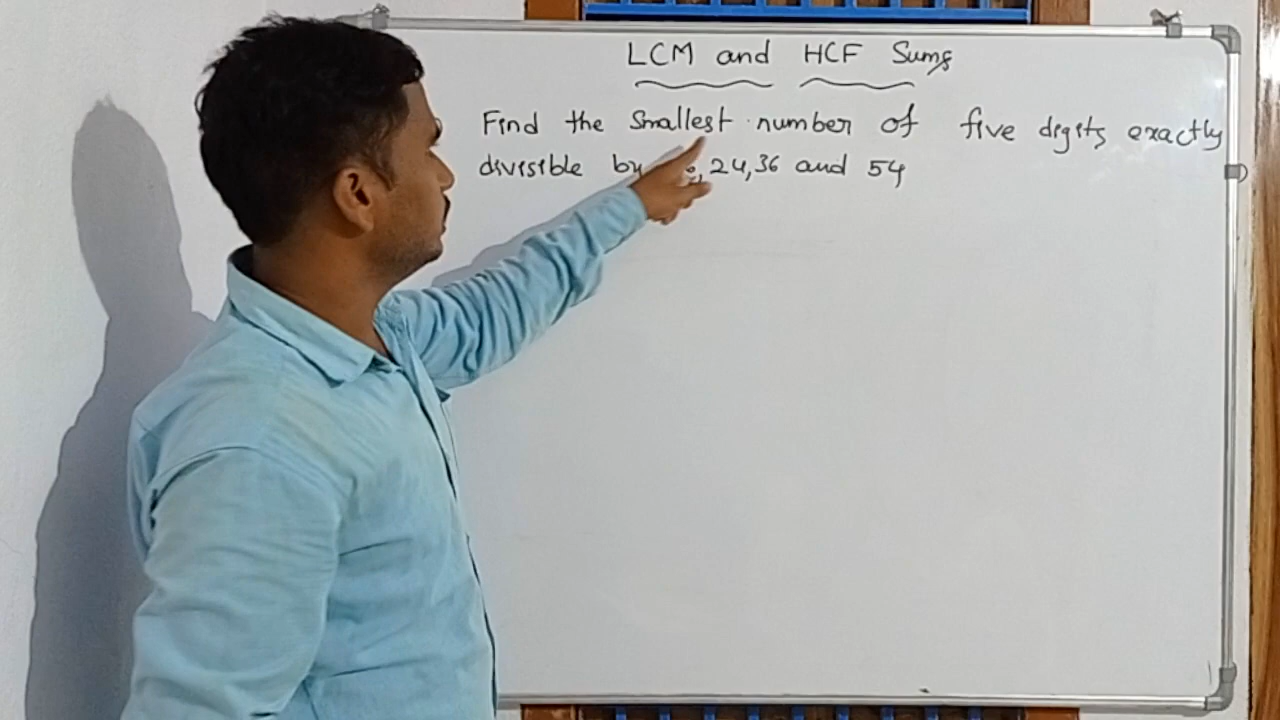 LCM and HCF Sums
Find the Smallest number of five digits exactly
divisible by ,24,36 and 54